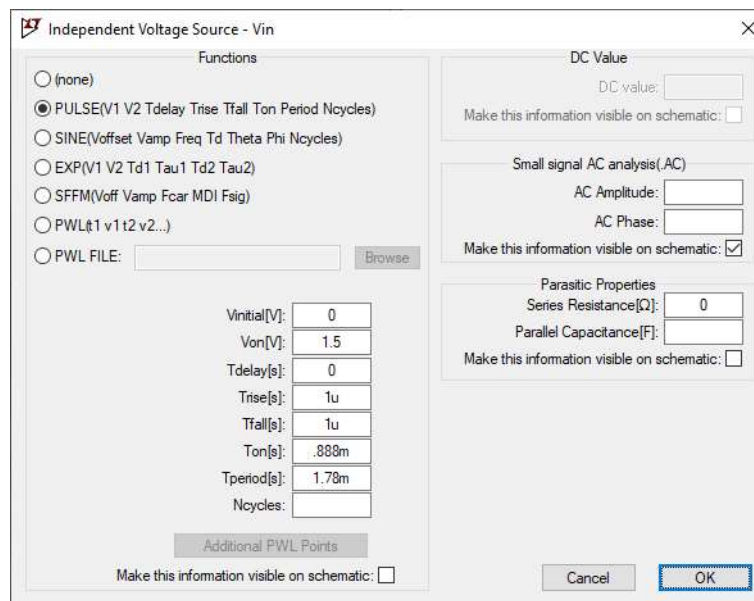 Independent Voltage Source - Vin
Functions
(none)
PULSE(V1 V2 Tdelay Trise Tfall Ton Period Ncycles)
SINE(Voffset Vamp Freq Td Theta Phi Ncycles)
EXP(V1 V2 Td1 Tau1 Td2 Tau2)
SFFM(Voff Vamp Fcar MDI Fsig)
PWL(t1 v1 t2 v2...)
PWL FILE: Browse
Vinitial[V]: 0
Von[V]: 1.5
Tdelay[s]: 0
Trise[s]: 1u
Tfall[s]: 1u
Ton[s]: .888m
Tperiod[s]: 1.78m
Ncycles:
Additional PWL Points
Make this information visible on schematic:
DC Value
DC value:
Make this information visible on schematic:
Small signal AC analysis(.AC)
AC Amplitude:
AC Phase:
Make this information visible on schematic:
Parasitic Properties
Series Resistance[Ω]: 0
Parallel Capacitance[F]:
Make this information visible on schematic:
Cancel OK